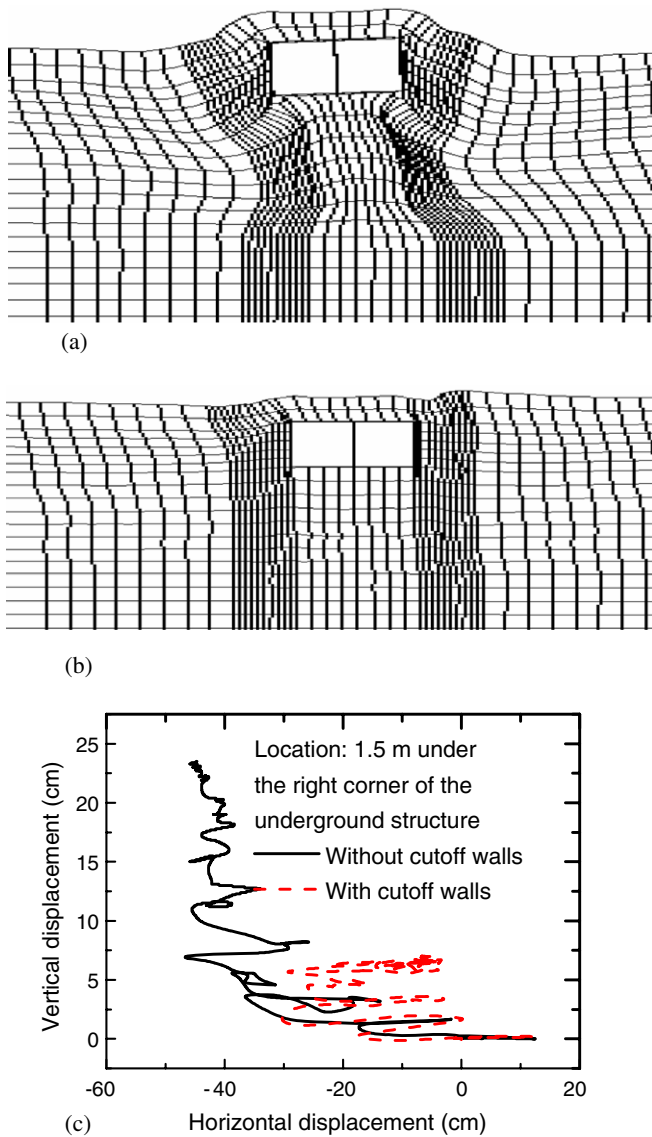 (a)
(b)
25
20
15
10
5
0
Vertical displacement (cm)
Location: 1.5 m under
the right corner of the
underground structure
Without cutoff walls
With cutoff walls
-60
-40
-20
0
20
(c)
Horizontal displacement (cm)